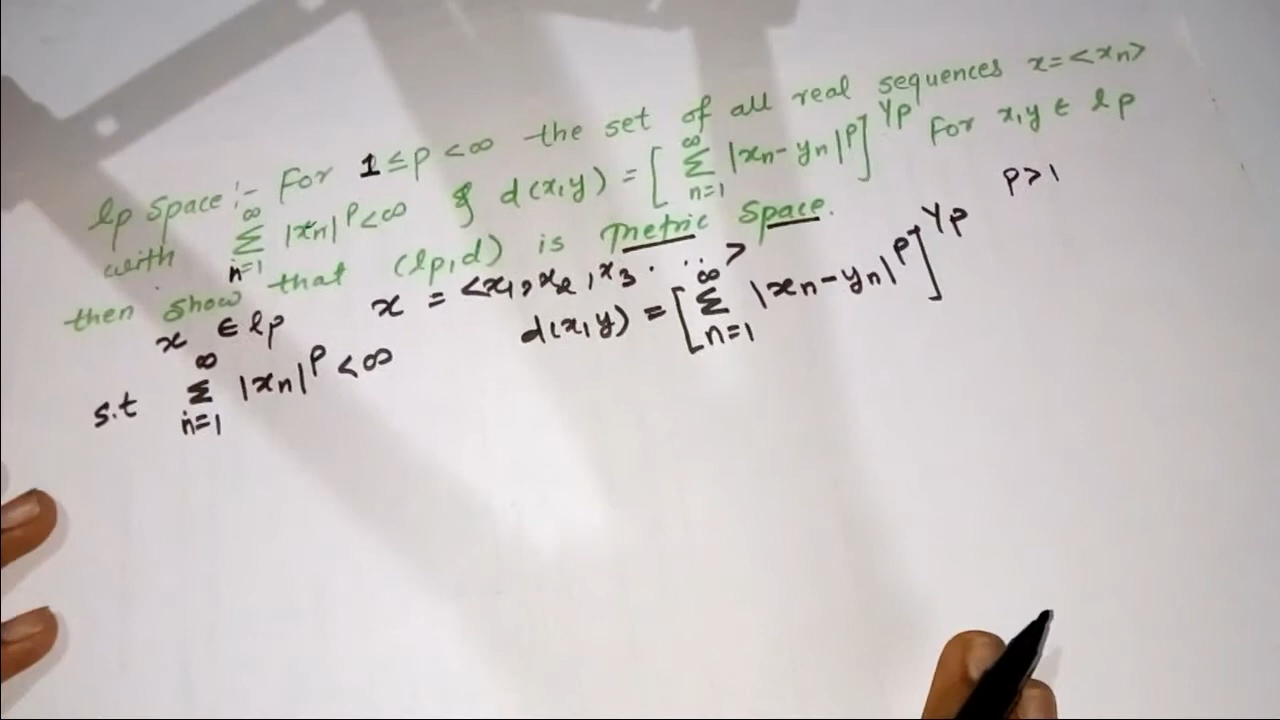 lp space :- For 1 ≤ p < ∞ the set of all real sequences x = <xn>
with ∞ Σ n=1 |xn|^p < ∞ & d(x,y) = [ ∞ Σ n=1 |xn - yn|^p ]^1/p For x,y ∈ lp
then show that (lp,d) is metric space.
p > 1
x ∈ lp x = <x1, x2, x3 . . . >
d(x,y) = [ ∞ Σ n=1 |xn - yn|^p ]^1/p
s.t ∞ Σ n=1 |xn|^p < ∞